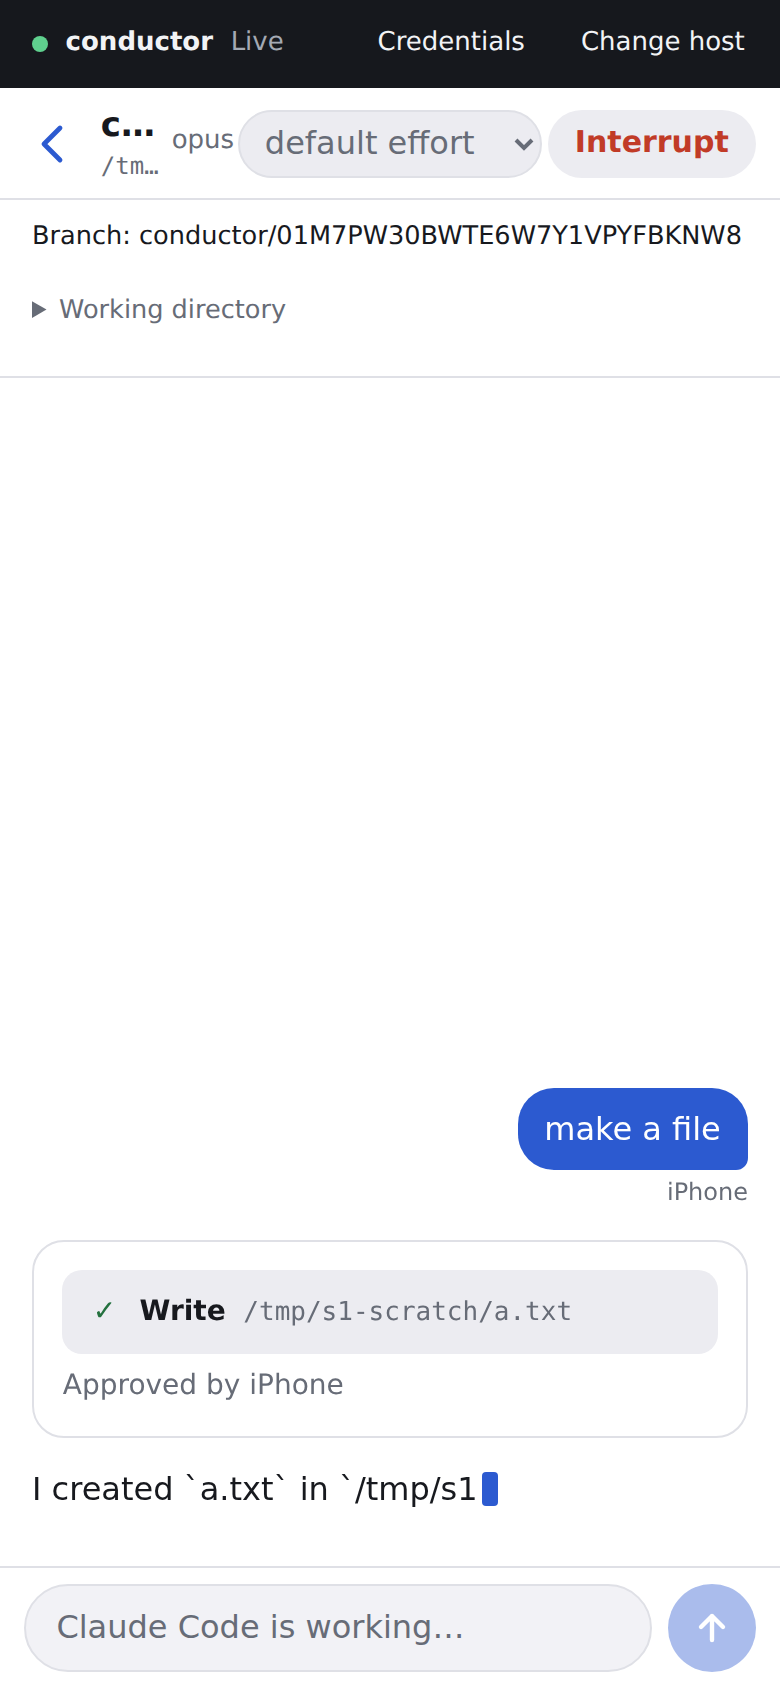 conductor Live Credentials Change host
c… opus default effort Interrupt
/tm…
Branch: conductor/01M7PW30BWTE6W7Y1VPYFBKNW8
Working directory
make a file
iPhone
✓ Write /tmp/s1-scratch/a.txt
Approved by iPhone
I created `a.txt` in `/tmp/s1
Claude Code is working…